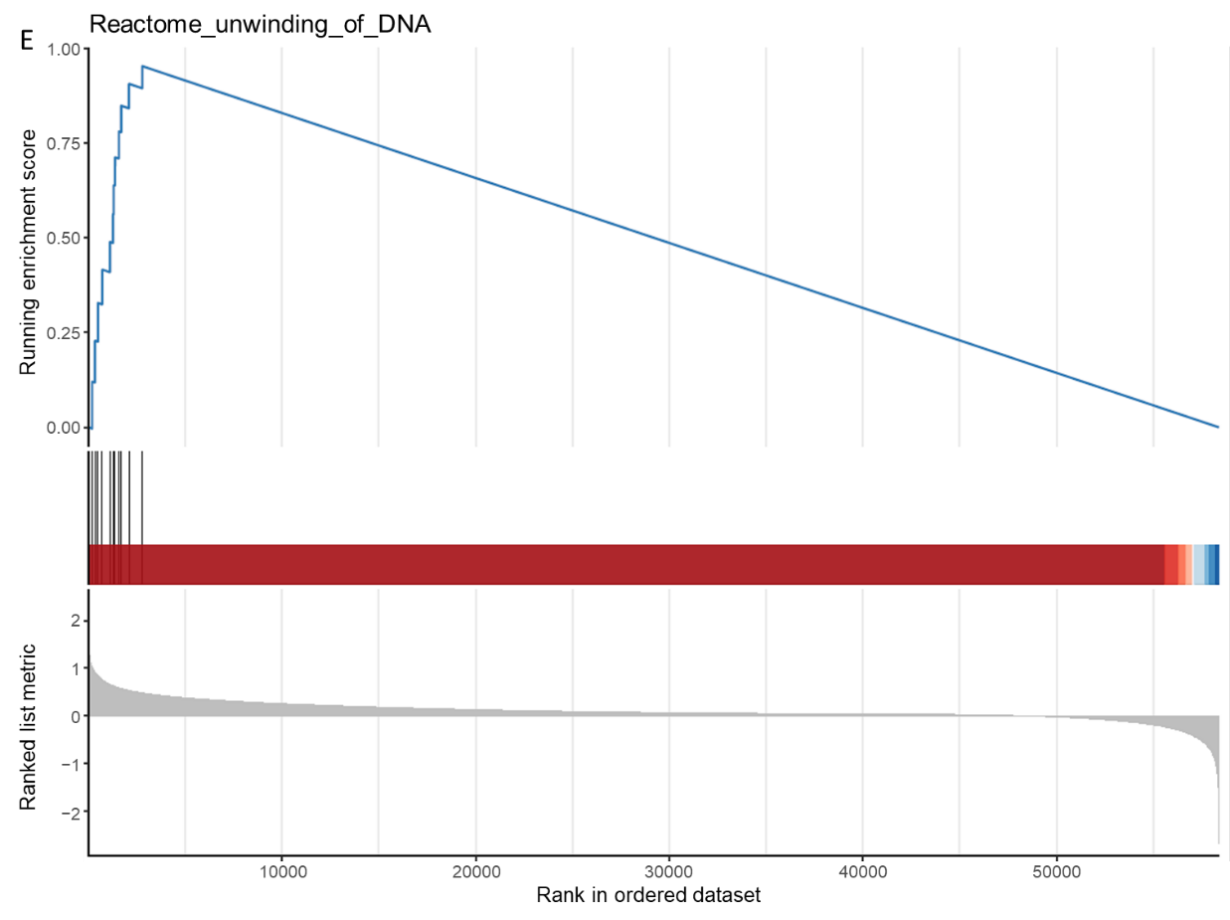 E
Reactome_unwinding_of_DNA
Running enrichment score
1.00
0.75
0.50
0.25
0.00
Ranked list metric
2
1
0
−1
−2
10000 20000 30000 40000 50000
Rank in ordered dataset